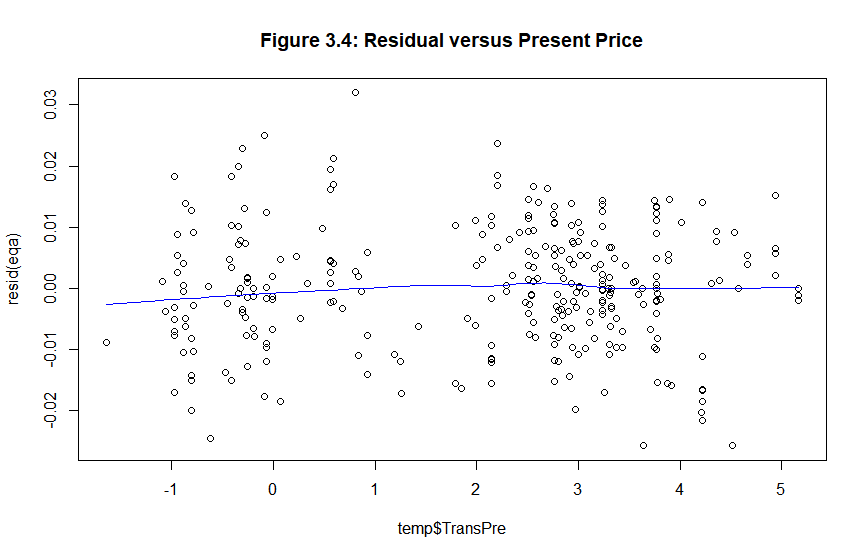 Figure 3.4: Residual versus Present Price
resid(eqa)
0.03
0.02
0.01
0.00
-0.01
-0.02
-1 0 1 2 3 4 5
temp$TransPre